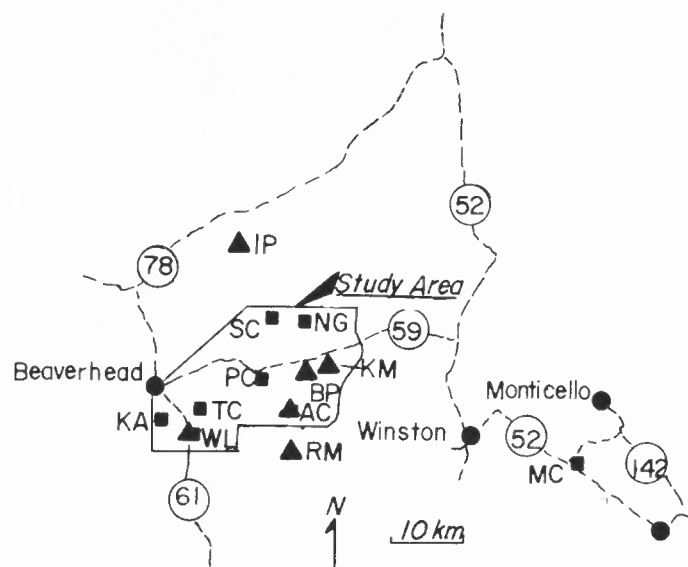 52
IP
78
Study Area
SC
NG
59
Beaverhead
PC
KM
BP
Monticello
KA
TC
AC
WL
Winston
52
RM
MC
142
61
N
10 km